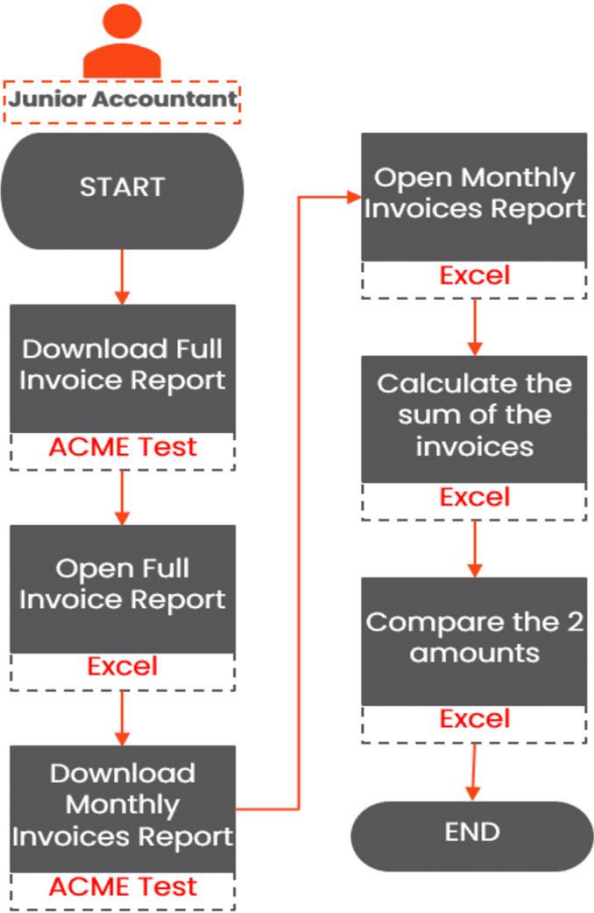 Junior Accountant
START
Download Full
Invoice Report
ACME Test
Open Full
Invoice Report
Excel
Download
Monthly
Invoices Report
ACME Test
Open Monthly
Invoices Report
Excel
Calculate the
sum of the
invoices
Excel
Compare the 2
amounts
Excel
END